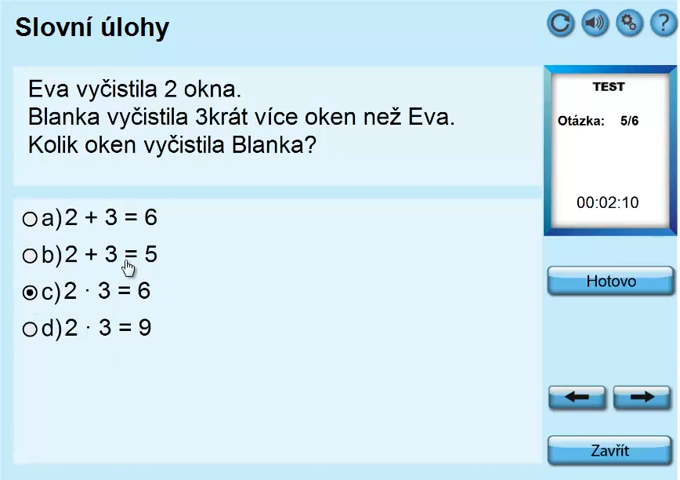 Slovní úlohy
?
Eva vyčistila 2 okna.
Blanka vyčistila 3krát více oken než Eva.
Kolik oken vyčistila Blanka?
TEST
Otázka: 5/6
00:02:10
a) 2 + 3 = 6
b) 2 + 3 = 5
c) 2 · 3 = 6
d) 2 · 3 = 9
Hotovo
Zavřít